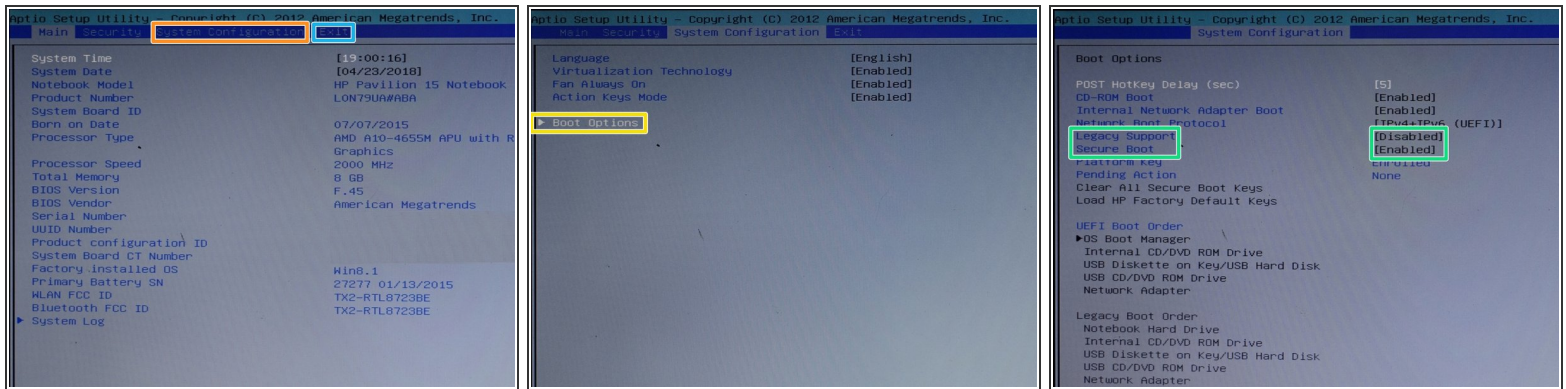 Aptio Setup Utility – Copyright (C) 2012 American Megatrends, Inc.
Main Security System Configuration Exit
System Time [19:00:16]
System Date [04/23/2018]
Notebook Model HP Pavilion 15 Notebook
Product Number L0N79UA#ABA
System Board ID
Born on Date 07/07/2015
Processor Type AMD A10-4655M APU with R
Graphics
Processor Speed 2000 MHz
Total Memory 8 GB
BIOS Version F.45
BIOS Vendor American Megatrends
Serial Number
UUID Number
Product configuration ID
System Board CT Number
Factory installed OS Win8.1
Primary Battery SN 27277 01/13/2015
WLAN FCC ID TX2-RTL8723BE
Bluetooth FCC ID TX2-RTL8723BE
System Log
Aptio Setup Utility – Copyright (C) 2012 American Megatrends, Inc.
Main Security System Configuration Exit
Language [English]
Virtualization Technology [Enabled]
Fan Always On [Enabled]
Action Keys Mode [Enabled]
Boot Options
Aptio Setup Utility – Copyright (C) 2012 American Megatrends, Inc.
System Configuration
Boot Options
POST HotKey Delay (sec) [5]
CD-ROM Boot [Enabled]
Internal Network Adapter Boot [Enabled]
Network Boot Protocol [IPv4+IPv6 (UEFI)]
Legacy Support [Disabled]
Secure Boot [Enabled]
Platform Key Enrolled
Pending Action None
Clear All Secure Boot Keys
Load HP Factory Default Keys
UEFI Boot Order
OS Boot Manager
Internal CD/DVD ROM Drive
USB Diskette on Key/USB Hard Disk
USB CD/DVD ROM Drive
Network Adapter
Legacy Boot Order
Notebook Hard Drive
Internal CD/DVD ROM Drive
USB Diskette on Key/USB Hard Disk
USB CD/DVD ROM Drive
Network Adapter